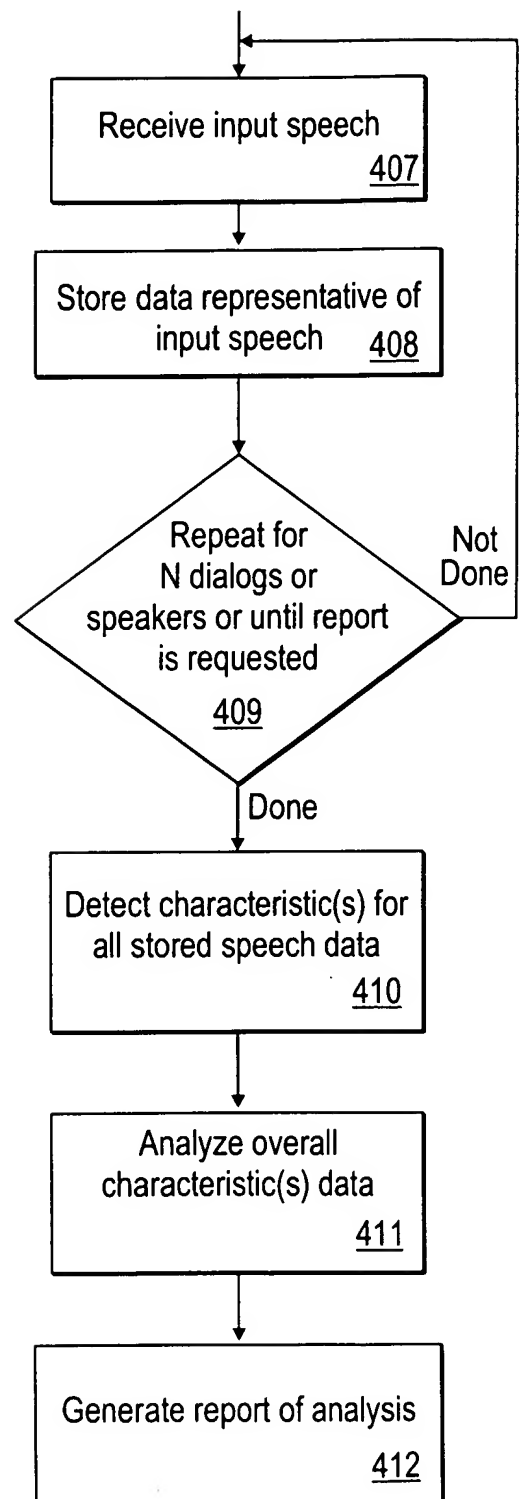 Receive input speech
407
Store data representative of
input speech 408
Repeat for
N dialogs or
speakers or until report
is requested
409
Not
Done
Done
Detect characteristic(s) for
all stored speech data
410
Analyze overall
characteristic(s) data
411
Generate report of analysis
412